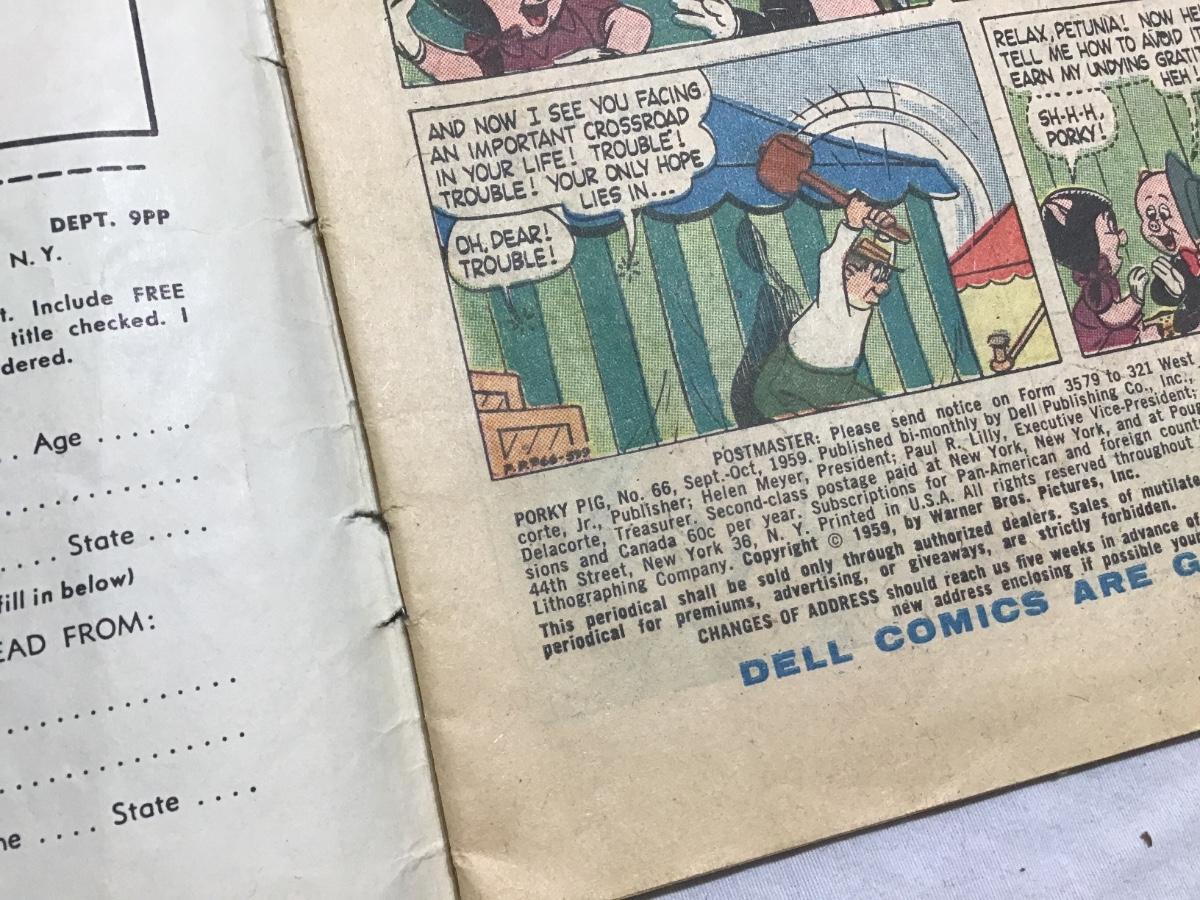 DEPT. 9PP
N.Y.
t. Include FREE
title checked. I
dered.
Age ......
State ....
fill in below)
EAD FROM:
State ....
AND NOW I SEE YOU FACING
AN IMPORTANT CROSSROAD
IN YOUR LIFE! TROUBLE!
TROUBLE! YOUR ONLY HOPE
LIES IN...
OH, DEAR!
TROUBLE!
P.P.#66-599
RELAX, PETUNIA! NOW HE
TELL ME HOW TO AVOID IT
EARN MY UNDYING GRATI
HEH!
SH-H-H,
PORKY!
POSTMASTER: Please send notice on Form 3579 to 321 West
PORKY PIG, No. 66, Sept.-Oct, 1959. Published bi-monthly by Dell Publishing Co., Inc.,
corte, Jr., Publisher; Helen Meyer, President; Paul R. Lilly, Executive Vice-President;
Delacorte, Treasurer. Second-class postage paid at New York, New York, and at Pou
sions and Canada 60c per year. Subscriptions for Pan-American and foreign count
44th Street, New York 36, N. Y. Printed in U.S.A. All rights reserved throughout
Lithographing Company. Copyright © 1959, by Warner Bros. Pictures, Inc.
This periodical shall be sold only through authorized dealers. Sales of mutilate
periodical for premiums, advertising, or giveaways, are strictly forbidden.
CHANGES OF ADDRESS should reach us five weeks in advance of
new address enclosing if possible your
DELL COMICS ARE G